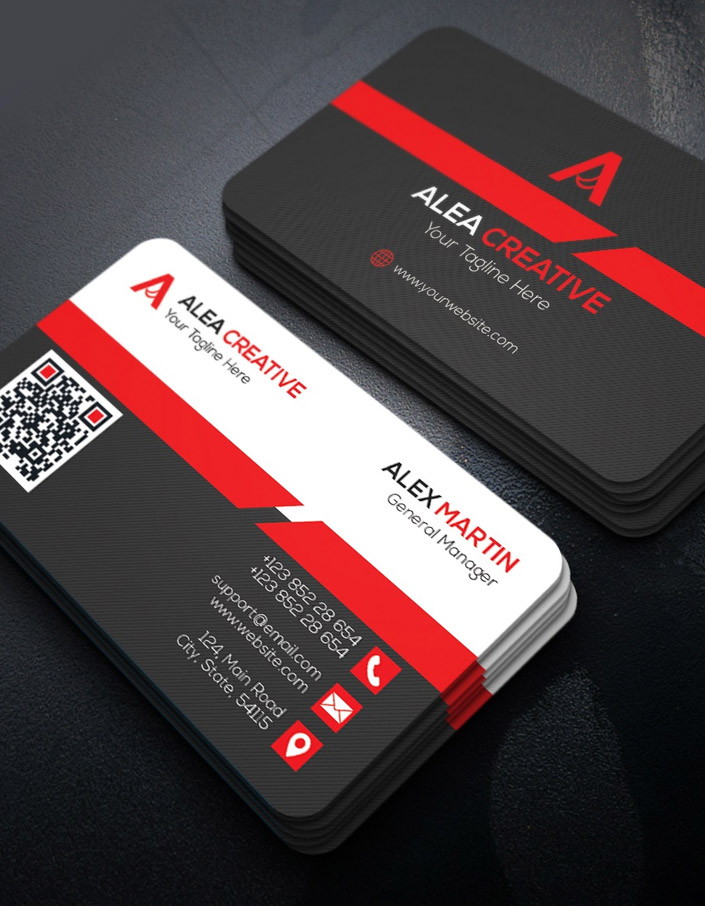 ALEA CREATIVE
Your Tagline Here
www.yourwebsite.com
ALEA CREATIVE
Your Tagline Here
ALEX MARTIN
General Manager
+123 852 28 654
+123 852 28 654
support@email.com
www.website.com
124, Main Road
City, State, 54115